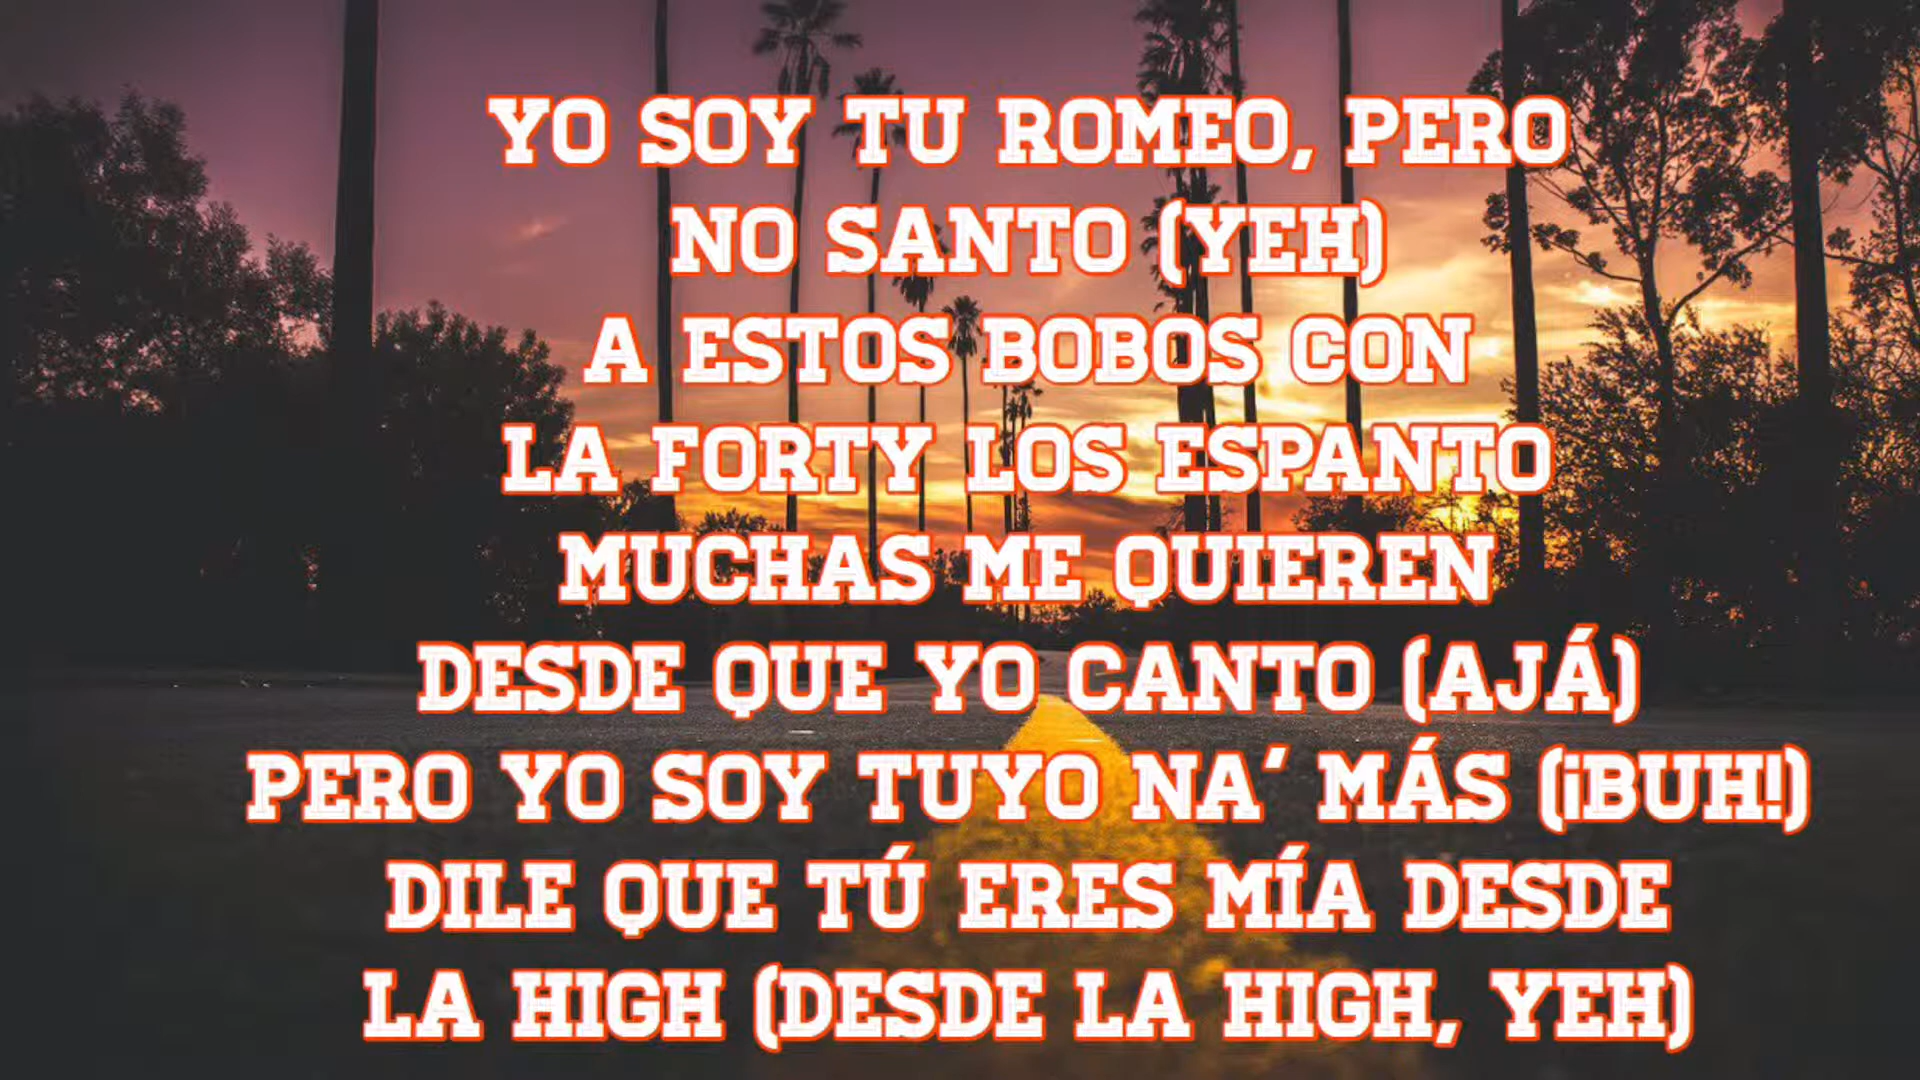 YO SOY TU ROMEO, PERO
NO SANTO (YEH)
A ESTOS BOBOS CON
LA FORTY LOS ESPANTO
MUCHAS ME QUIEREN
DESDE QUE YO CANTO (AJÁ)
PERO YO SOY TUYO NA' MÁS (¡BUH!)
DILE QUE TÚ ERES MÍA DESDE
LA HIGH (DESDE LA HIGH, YEH)